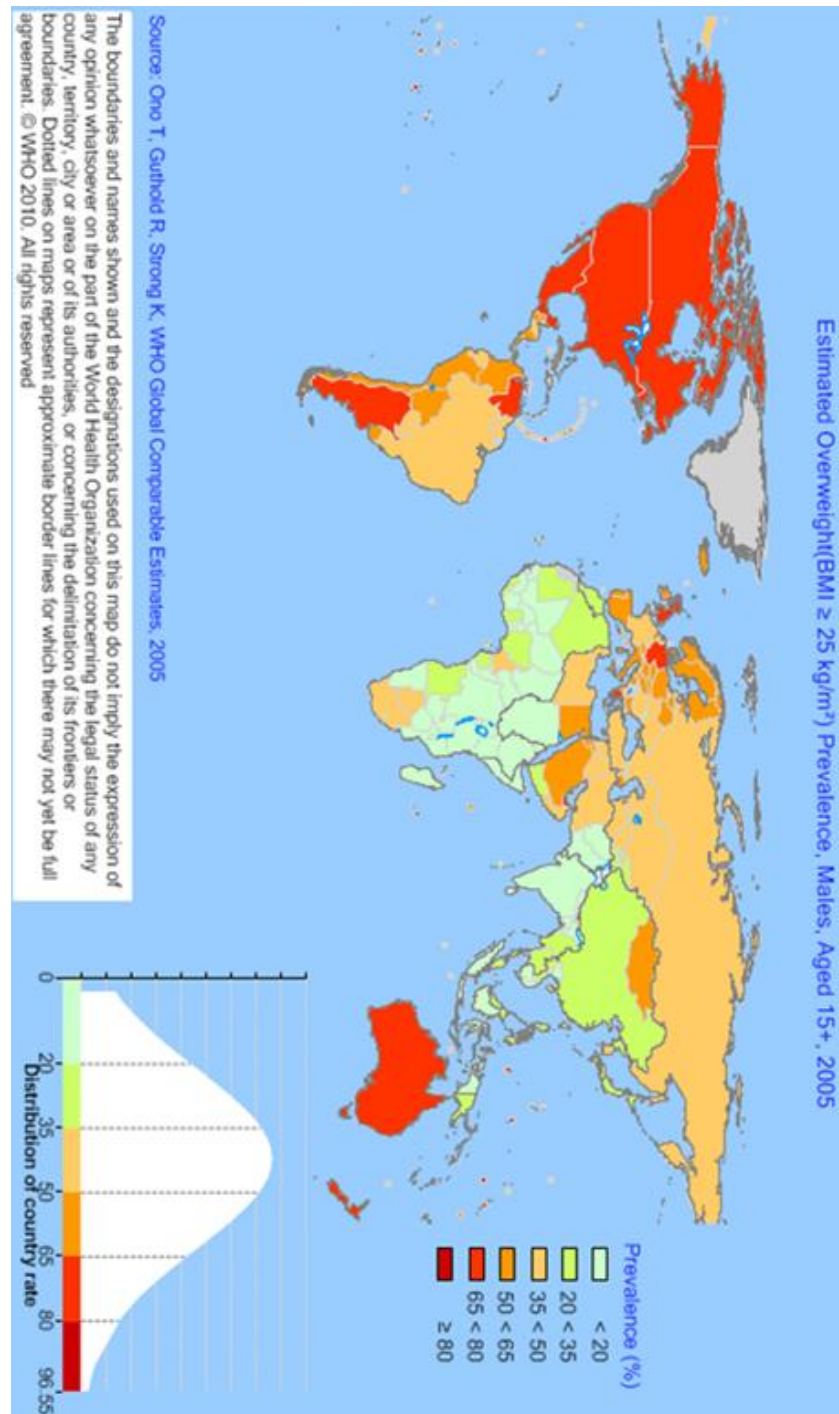 Estimated Overweight(BMI ≥ 25 kg/m²) Prevalence, Males, Aged 15+, 2005
Prevalence (%)
< 20
20 < 35
35 < 50
50 < 65
65 < 80
≥ 80
Source: Ono T, Guthold R, Strong K, WHO Global Comparable Estimates, 2005
The boundaries and names shown and the designations used on this map do not imply the expression of
any opinion whatsoever on the part of the World Health Organization concerning the legal status of any
country, territory, city or area or of its authorities, or concerning the delimitation of its frontiers or
boundaries. Dotted lines on maps represent approximate border lines for which there may not yet be full
agreement. © WHO 2010. All rights reserved
0 20 35 50 65 80 96.55
Distribution of country rate